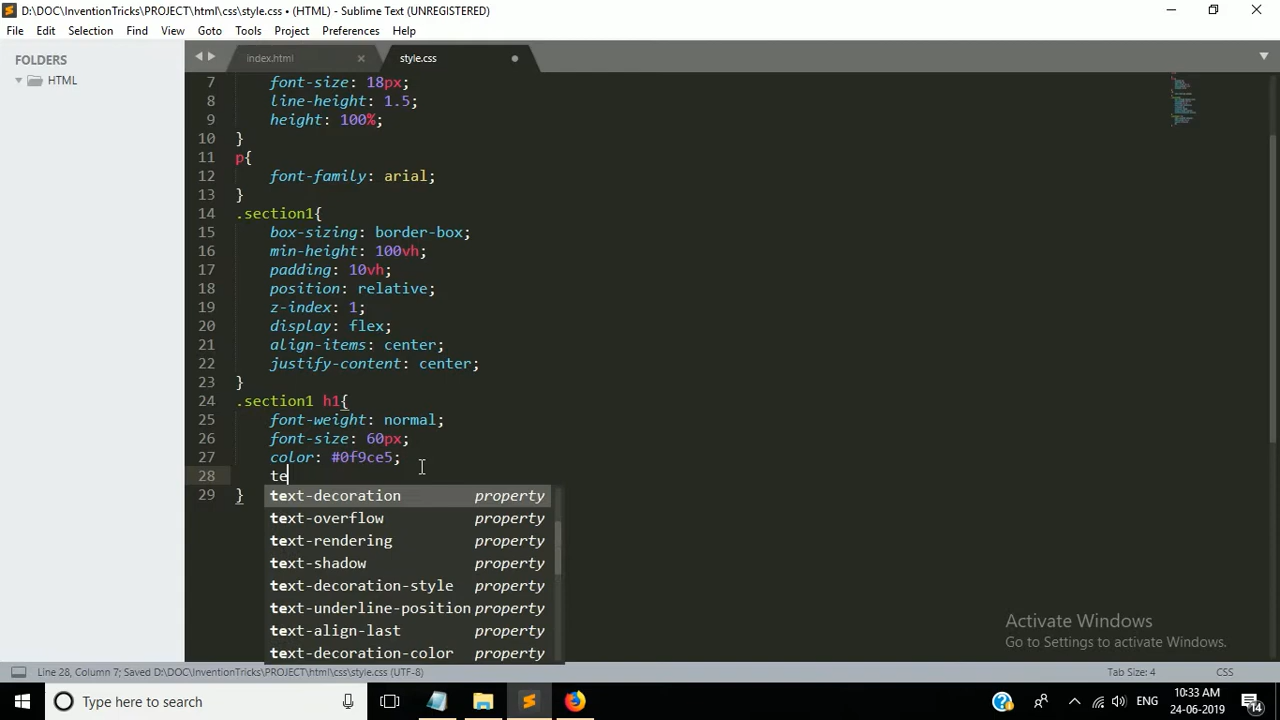 D:\DOC\InventionTricks\PROJECT\html\css\style.css • (HTML) - Sublime Text (UNREGISTERED)
File Edit Selection Find View Goto Tools Project Preferences Help
FOLDERS
HTML
index.html
style.css
7 font-size: 18px;
8 line-height: 1.5;
9 height: 100%;
10 }
11 p{
12 font-family: arial;
13 }
14 .section1{
15 box-sizing: border-box;
16 min-height: 100vh;
17 padding: 10vh;
18 position: relative;
19 z-index: 1;
20 display: flex;
21 align-items: center;
22 justify-content: center;
23 }
24 .section1 h1{
25 font-weight: normal;
26 font-size: 60px;
27 color: #0f9ce5;
28 te
29 }
text-decoration property
text-overflow property
text-rendering property
text-shadow property
text-decoration-style property
text-underline-position property
text-align-last property
text-decoration-color property
Activate Windows
Go to Settings to activate Windows.
Line 28, Column 7; Saved D:\DOC\InventionTricks\PROJECT\html\css\style.css (UTF-8)
Tab Size: 4
CSS
Type here to search
ENG
10:33 AM
24-06-2019
14